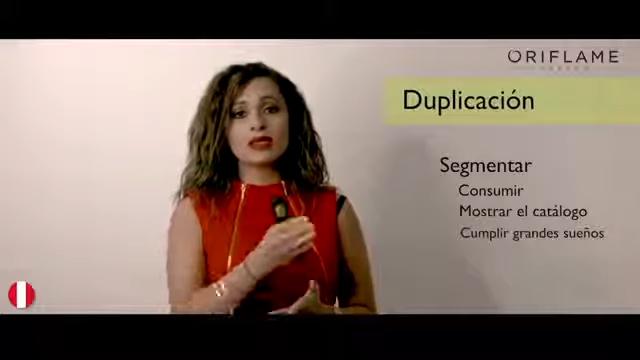 ORIFLAME
Duplicación
Segmentar
Consumir
Mostrar el catálogo
Cumplir grandes sueños